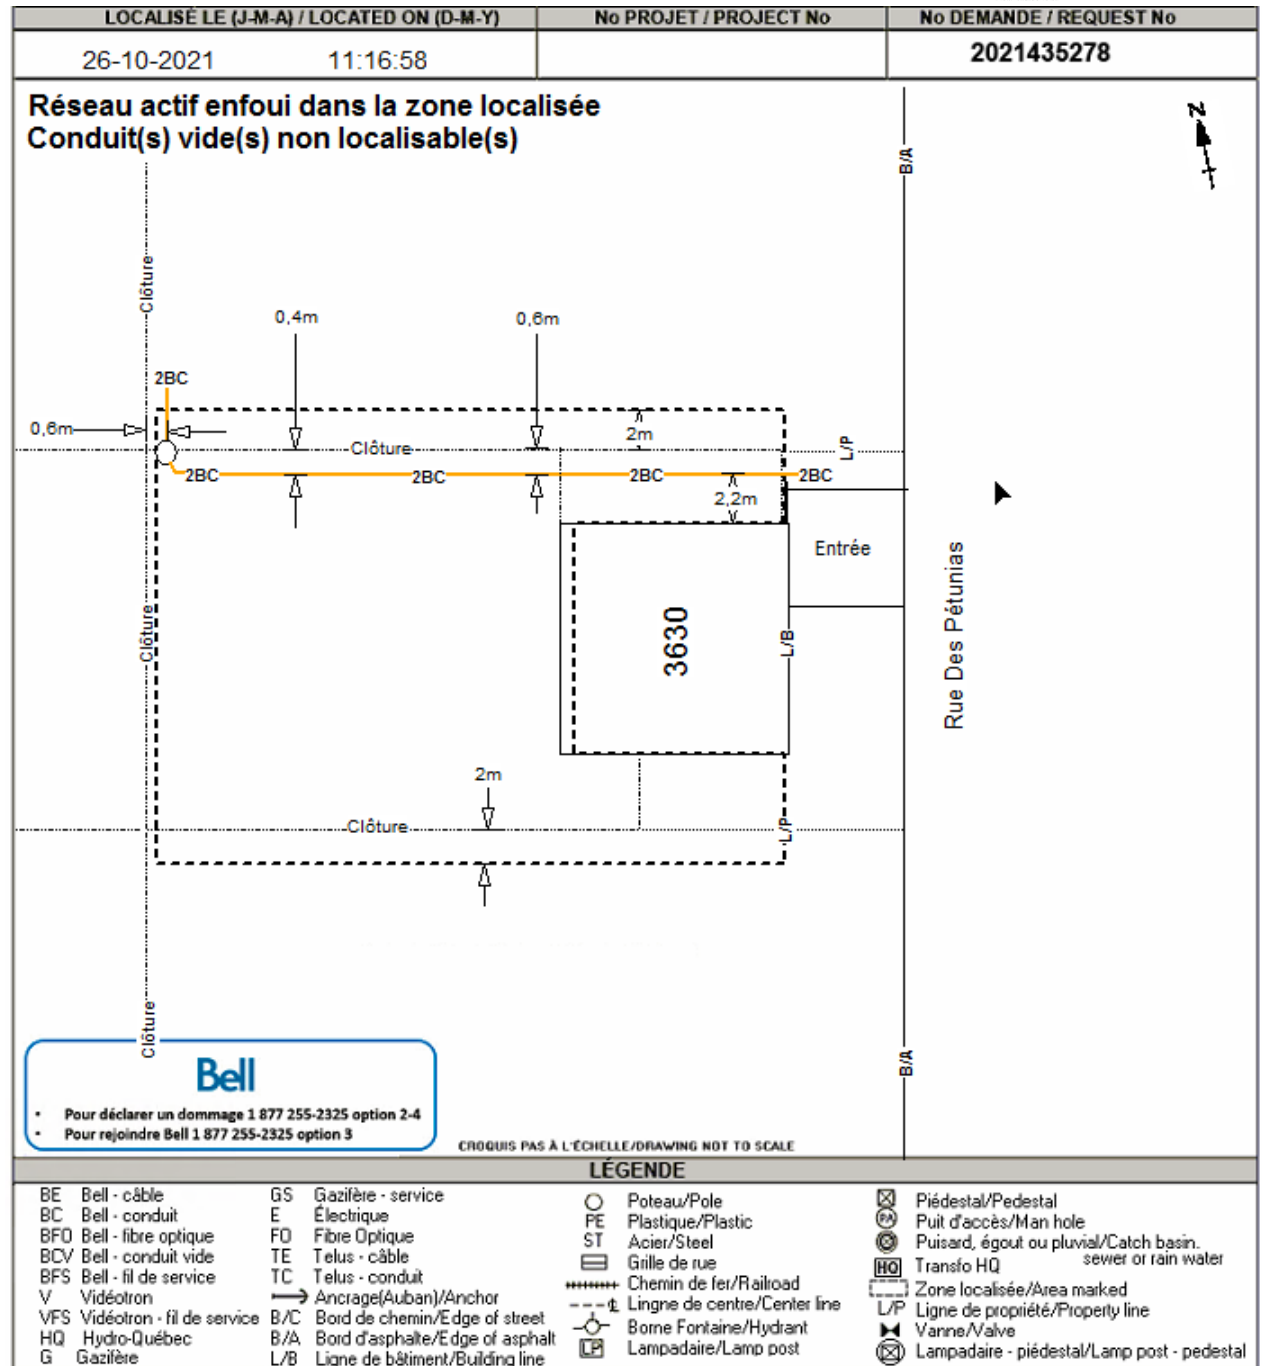 LOCALISÉ LE (J-M-A) / LOCATED ON (D-M-Y)
No PROJET / PROJECT No
No DEMANDE / REQUEST No
26-10-2021 11:16:58
2021435278
Réseau actif enfoui dans la zone localisée
Conduit(s) vide(s) non localisable(s)
N
B/A
Clôture
0,4m
0,6m
2BC
0,6m
2m
Clôture
L/P
2BC
2BC
2BC
2BC
2,2m
Entrée
Rue Des Pétunias
Clôture
3630
L/B
2m
Clôture
L/P
Clôture
B/A
Bell
• Pour déclarer un dommage 1 877 255-2325 option 2-4
• Pour rejoindre Bell 1 877 255-2325 option 3
CROQUIS PAS À L'ÉCHELLE/DRAWING NOT TO SCALE
LÉGENDE
BE Bell - câble
BC Bell - conduit
BFO Bell - fibre optique
BCV Bell - conduit vide
BFS Bell - fil de service
V Vidéotron
VFS Vidéotron - fil de service
HQ Hydro-Québec
G Gazifère
GS Gazifère - service
E Électrique
FO Fibre Optique
TE Telus - câble
TC Telus - conduit
Ancrage(Auban)/Anchor
B/C Bord de chemin/Edge of street
B/A Bord d'asphalte/Edge of asphalt
L/B Ligne de bâtiment/Building line
Poteau/Pole
PE Plastique/Plastic
ST Acier/Steel
Grille de rue
Chemin de fer/Railroad
Lingne de centre/Center line
Borne Fontaine/Hydrant
LP Lampadaire/Lamp post
Piédestal/Pedestal
PA Puit d'accès/Man hole
Puisard, égout ou pluvial/Catch basin.
sewer or rain water
HQ Transfo HQ
Zone localisée/Area marked
L/P Ligne de propriété/Property line
Vanne/Valve
Lampadaire - piédestal/Lamp post - pedestal